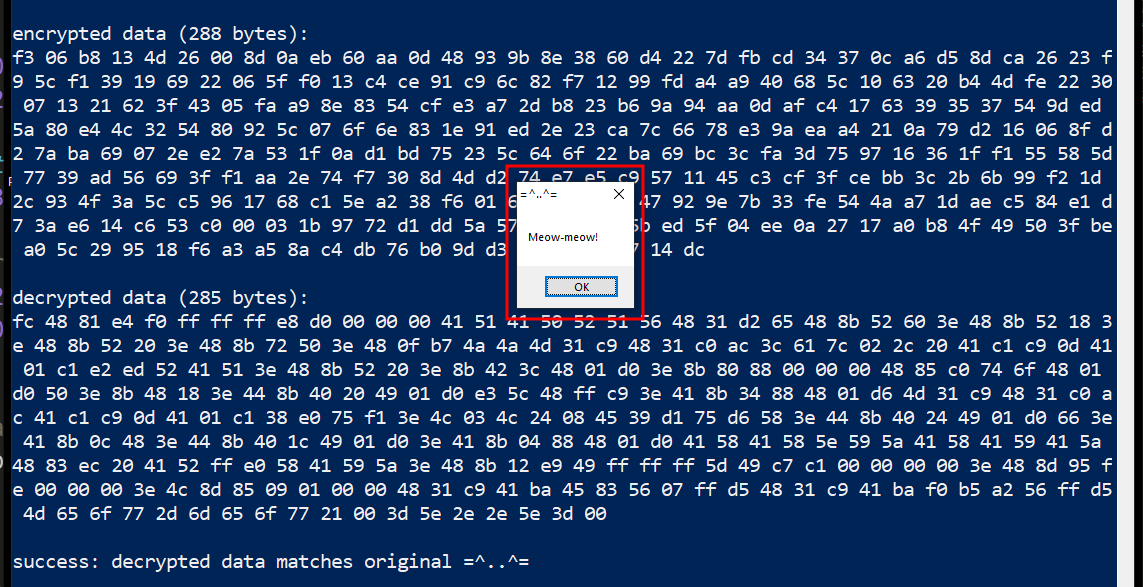 encrypted data (288 bytes):
f3 06 b8 13 4d 26 00 8d 0a eb 60 aa 0d 48 93 9b 8e 38 60 d4 22 7d fb cd 34 37 0c a6 d5 8d ca 26 23 f
9 5c f1 39 19 69 22 06 5f f0 13 c4 ce 91 c9 6c 82 f7 12 99 fd a4 a9 40 68 5c 10 63 20 b4 4d fe 22 30
07 13 21 62 3f 43 05 fa a9 8e 83 54 cf e3 a7 2d b8 23 b6 9a 94 aa 0d af c4 17 63 39 35 37 54 9d ed
5a 80 e4 4c 32 54 80 92 5c 07 6f 6e 83 1e 91 ed 2e 23 ca 7c 66 78 e3 9a ea a4 21 0a 79 d2 16 06 8f d
2 7a ba 69 07 2e e2 7a 53 1f 0a d1 bd 75 23 5c 64 6f 22 ba 69 bc 3c fa 3d 75 97 16 36 1f f1 55 58 5d
77 39 ad 56 69 3f f1 aa 2e 74 f7 30 8d 4d d2 74 e7 e5 c9 57 11 45 c3 cf 3f ce bb 3c 2b 6b 99 f2 1d
2c 93 4f 3a 5c c5 96 17 68 c1 5e a2 38 f6 01 47 92 9e 7b 33 fe 54 4a a7 1d ae c5 84 e1 d
7 3a e6 14 c6 53 c0 00 03 1b 97 72 d1 dd 5a ed 5f 04 ee 0a 27 17 a0 b8 4f 49 50 3f be
a0 5c 29 95 18 f6 a3 a5 8a c4 db 76 b0 9d d3 14 dc
=^..^=
Meow-meow!
OK
decrypted data (285 bytes):
fc 48 81 e4 f0 ff ff ff e8 d0 00 00 00 41 51 41 50 52 51 56 48 31 d2 65 48 8b 52 60 3e 48 8b 52 18 3
e 48 8b 52 20 3e 48 8b 72 50 3e 48 0f b7 4a 4a 4d 31 c9 48 31 c0 ac 3c 61 7c 02 2c 20 41 c1 c9 0d 41
01 c1 e2 ed 52 41 51 3e 48 8b 52 20 3e 8b 42 3c 48 01 d0 3e 8b 80 88 00 00 00 48 85 c0 74 6f 48 01
d0 50 3e 8b 48 18 3e 44 8b 40 20 49 01 d0 e3 5c 48 ff c9 3e 41 8b 34 88 48 01 d6 4d 31 c9 48 31 c0 a
c 41 c1 c9 0d 41 01 c1 38 e0 75 f1 3e 4c 03 4c 24 08 45 39 d1 75 d6 58 3e 44 8b 40 24 49 01 d0 66 3e
41 8b 0c 48 3e 44 8b 40 1c 49 01 d0 3e 41 8b 04 88 48 01 d0 41 58 41 58 5e 59 5a 41 58 41 59 41 5a
48 83 ec 20 41 52 ff e0 58 41 59 5a 3e 48 8b 12 e9 49 ff ff ff 5d 49 c7 c1 00 00 00 00 3e 48 8d 95 f
e 00 00 00 3e 4c 8d 85 09 01 00 00 48 31 c9 41 ba 45 83 56 07 ff d5 48 31 c9 41 ba f0 b5 a2 56 ff d5
4d 65 6f 77 2d 6d 65 6f 77 21 00 3d 5e 2e 2e 5e 3d 00
success: decrypted data matches original =^..^=